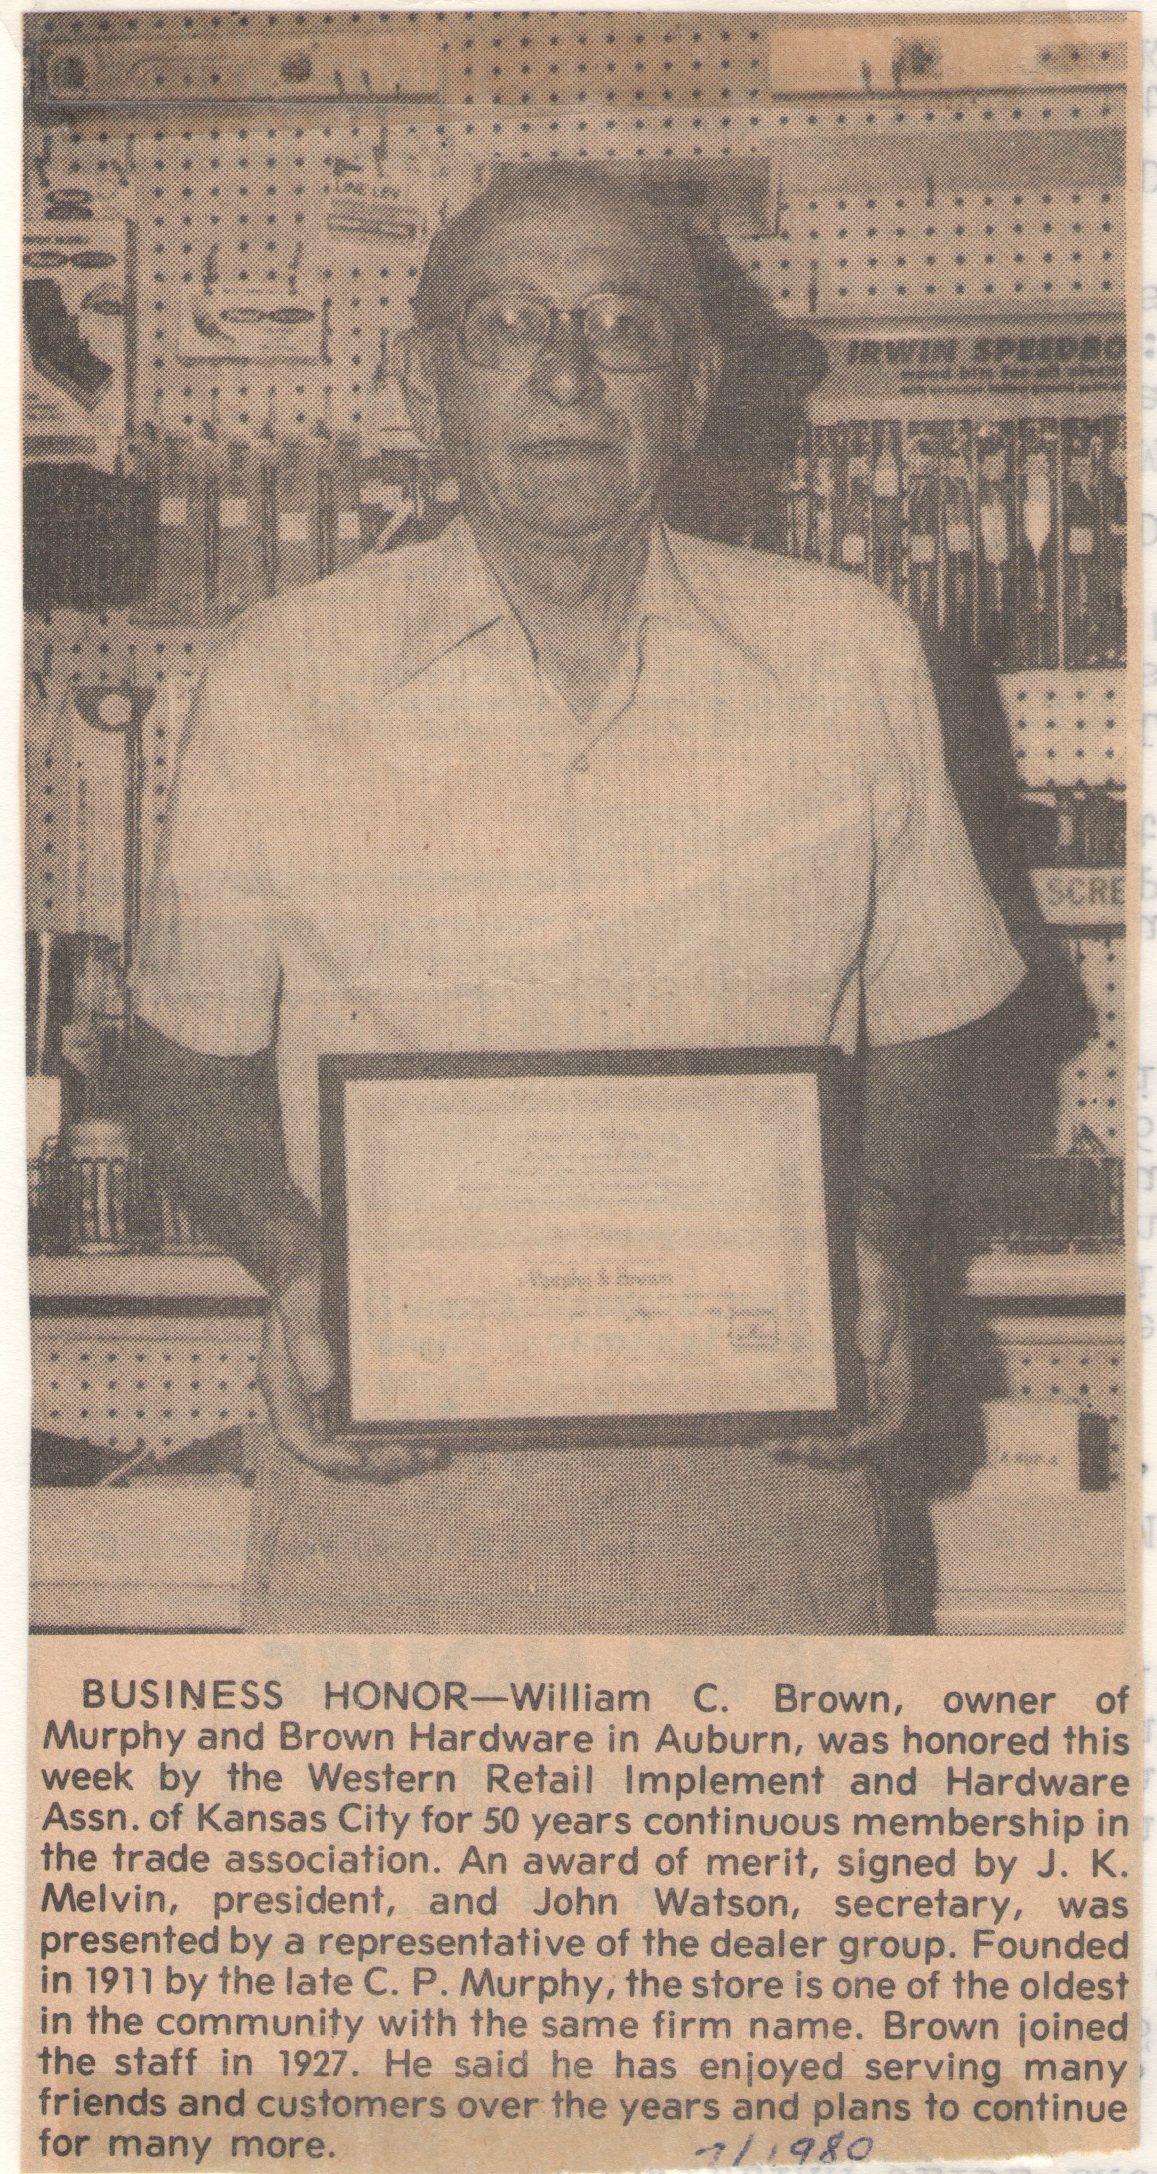 IRWIN SPEEDBO
SCRE
Murphy & Brown
BUSINESS HONOR—William C. Brown, owner of
Murphy and Brown Hardware in Auburn, was honored this
week by the Western Retail Implement and Hardware
Assn. of Kansas City for 50 years continuous membership in
the trade association. An award of merit, signed by J. K.
Melvin, president, and John Watson, secretary, was
presented by a representative of the dealer group. Founded
in 1911 by the late C. P. Murphy, the store is one of the oldest
in the community with the same firm name. Brown joined
the staff in 1927. He said he has enjoyed serving many
friends and customers over the years and plans to continue
for many more.
7/1980